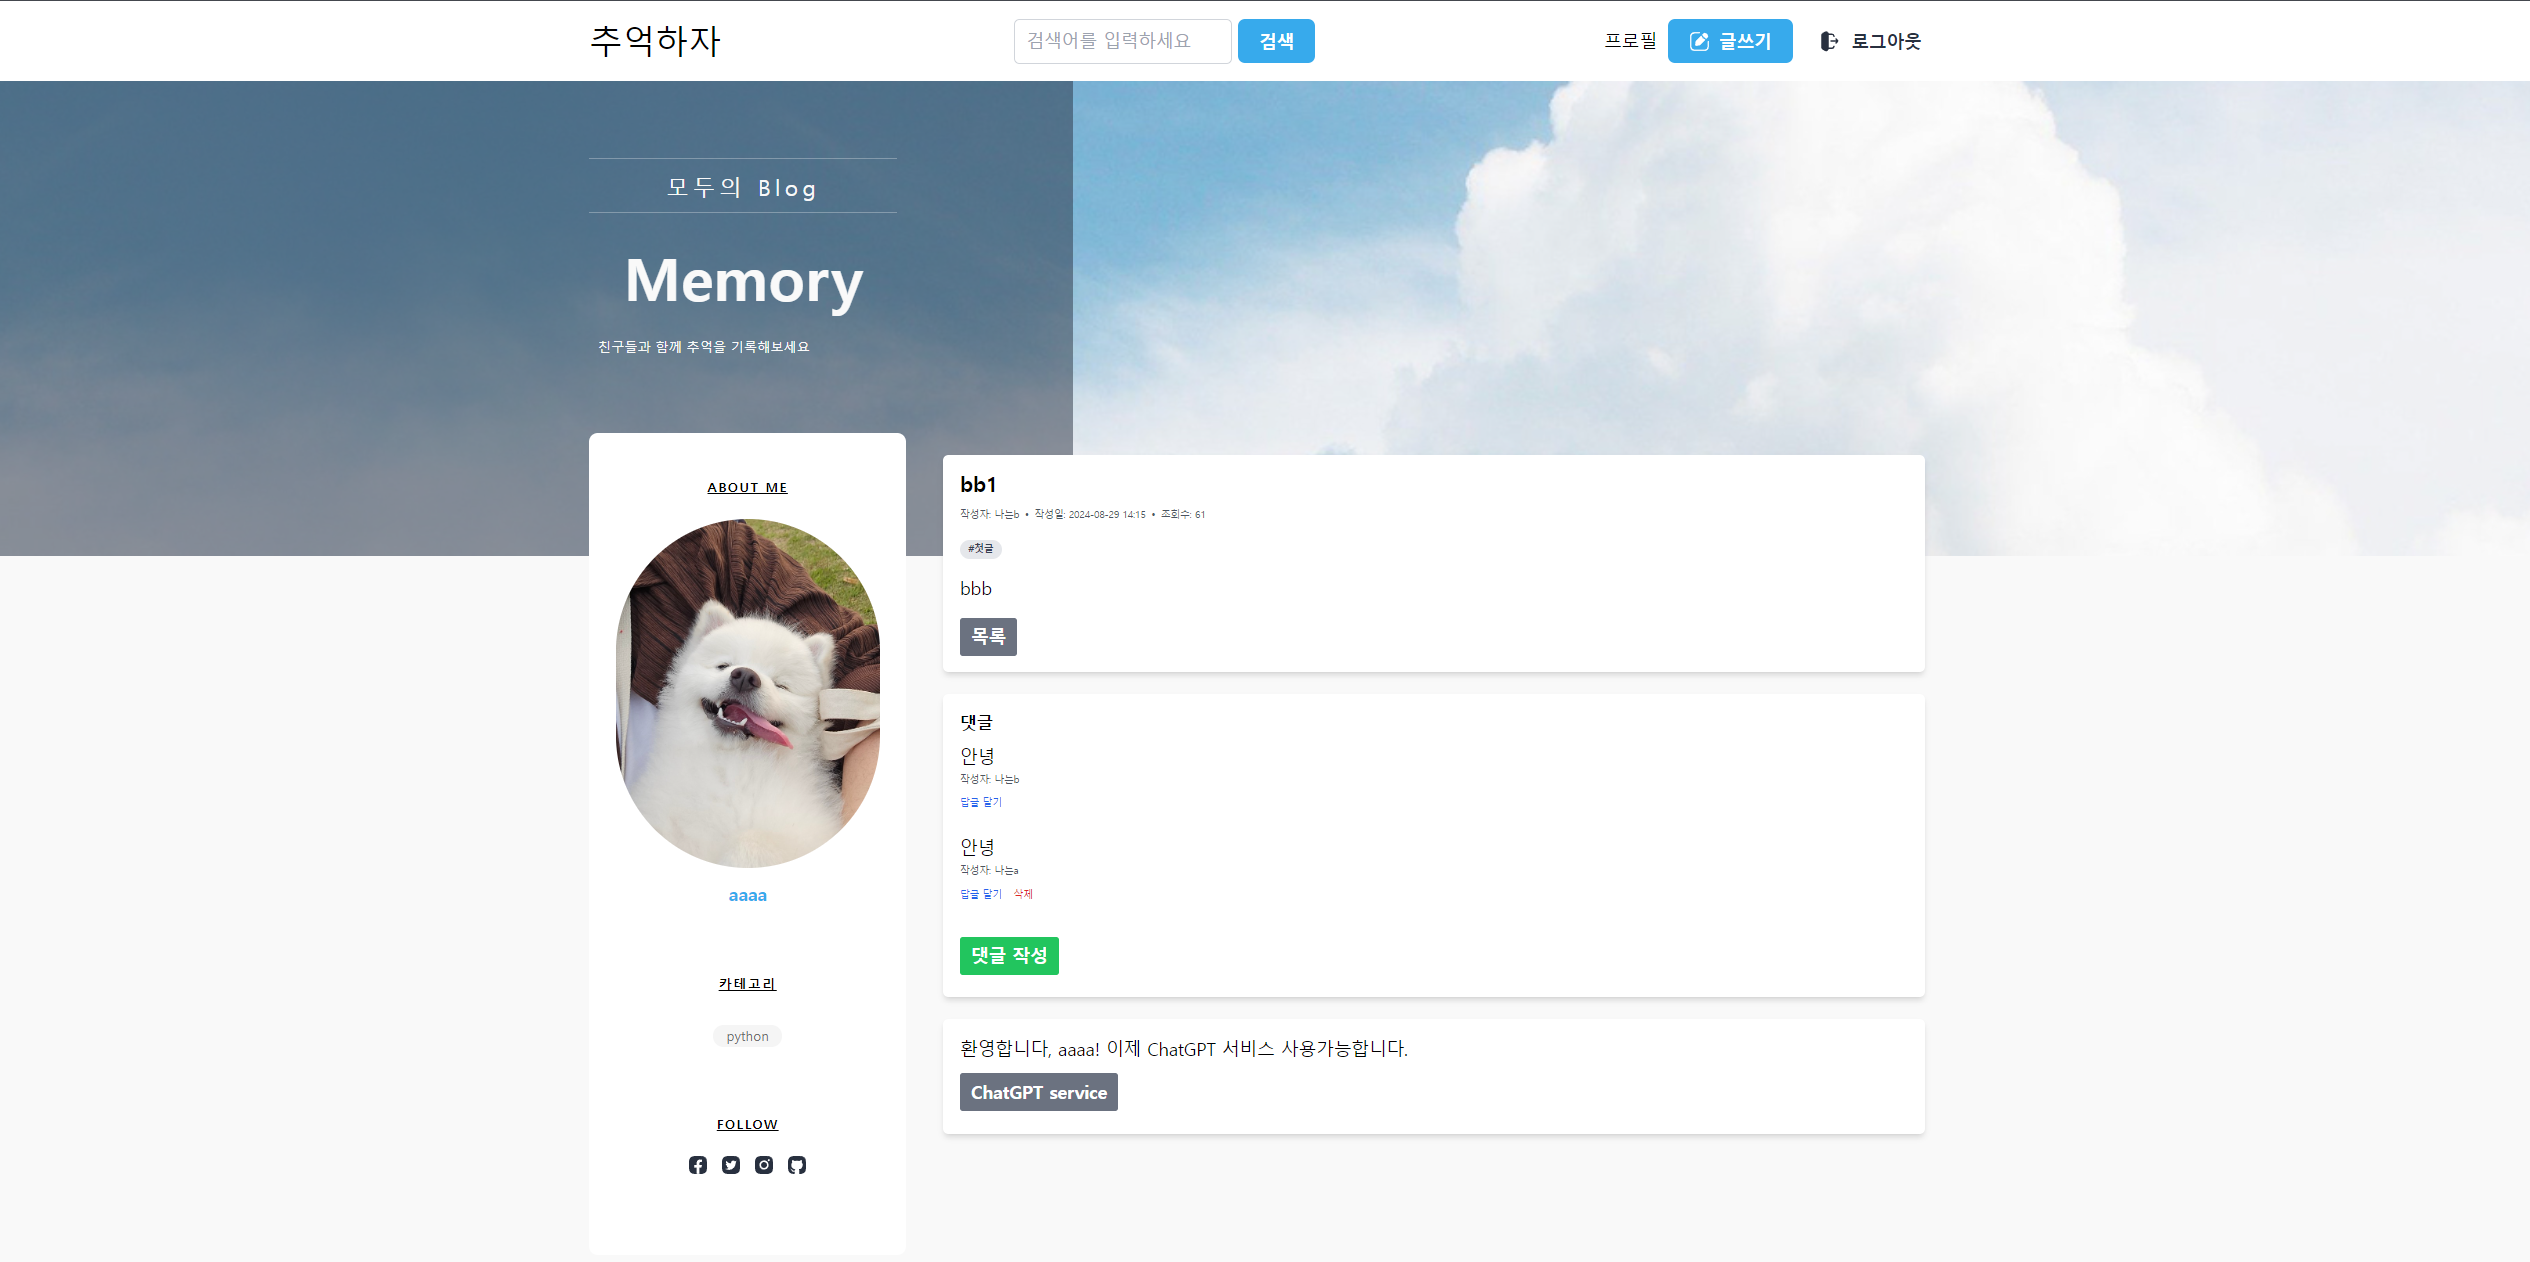 추억하자
검색어를 입력하세요 검색
프로필 글쓰기 로그아웃
모두의 Blog
Memory
친구들과 함께 추억을 기록해보세요
ABOUT ME
aaaa
카테고리
python
FOLLOW
bb1
작성자: 나는b • 작성일: 2024-08-29 14:15 • 조회수: 61
#첫글
bbb
목록
댓글
안녕
작성자: 나는b
답글 달기
안녕
작성자: 나는a
답글 달기 삭제
댓글 작성
환영합니다, aaaa! 이제 ChatGPT 서비스 사용가능합니다.
ChatGPT service